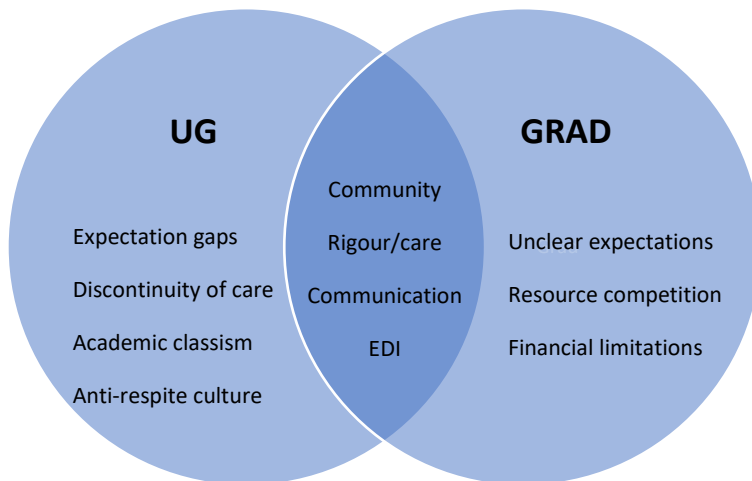 UG
Expectation gaps
Discontinuity of care
Academic classism
Anti-respite culture
Community
Rigour/care
Communication
EDI
GRAD
Unclear expectations
Resource competition
Financial limitations